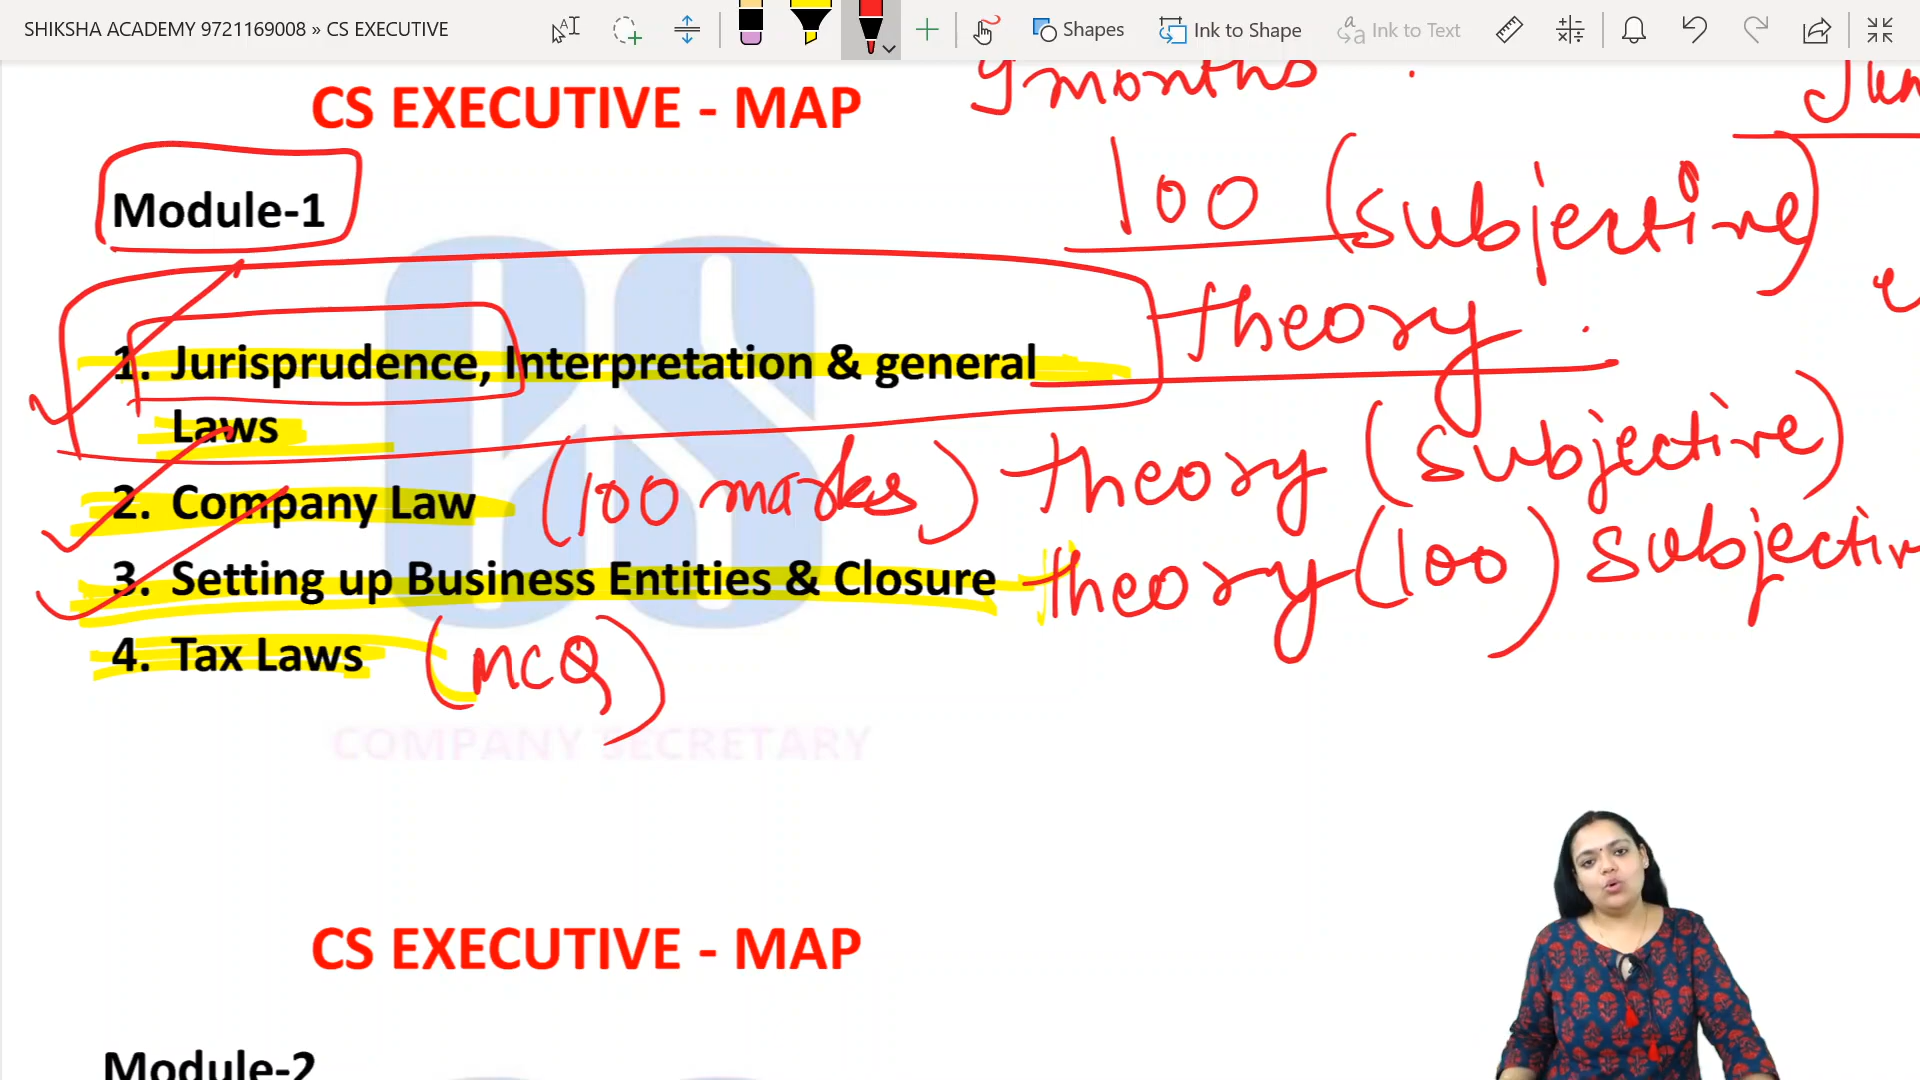 SHIKSHA ACADEMY 9721169008 » CS EXECUTIVE
Shapes
Ink to Shape
Ink to Text
CS EXECUTIVE - MAP
9 months
Module-1
100 (subjective)
theory
1. Jurisprudence, Interpretation & general
Laws
2. Company Law (100 marks) theory (subjective)
3. Setting up Business Entities & Closure theory (100) subjective
4. Tax Laws (MCQ)
COMPANY SECRETARY
CS EXECUTIVE - MAP
Module-2